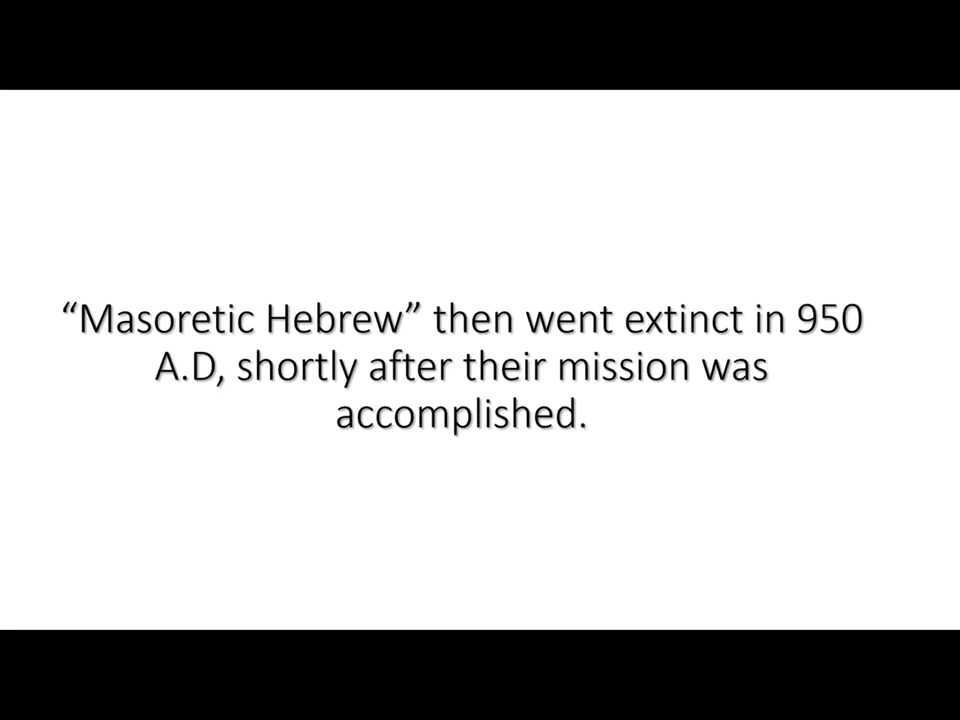 “Masoretic Hebrew” then went extinct in 950
A.D, shortly after their mission was
accomplished.